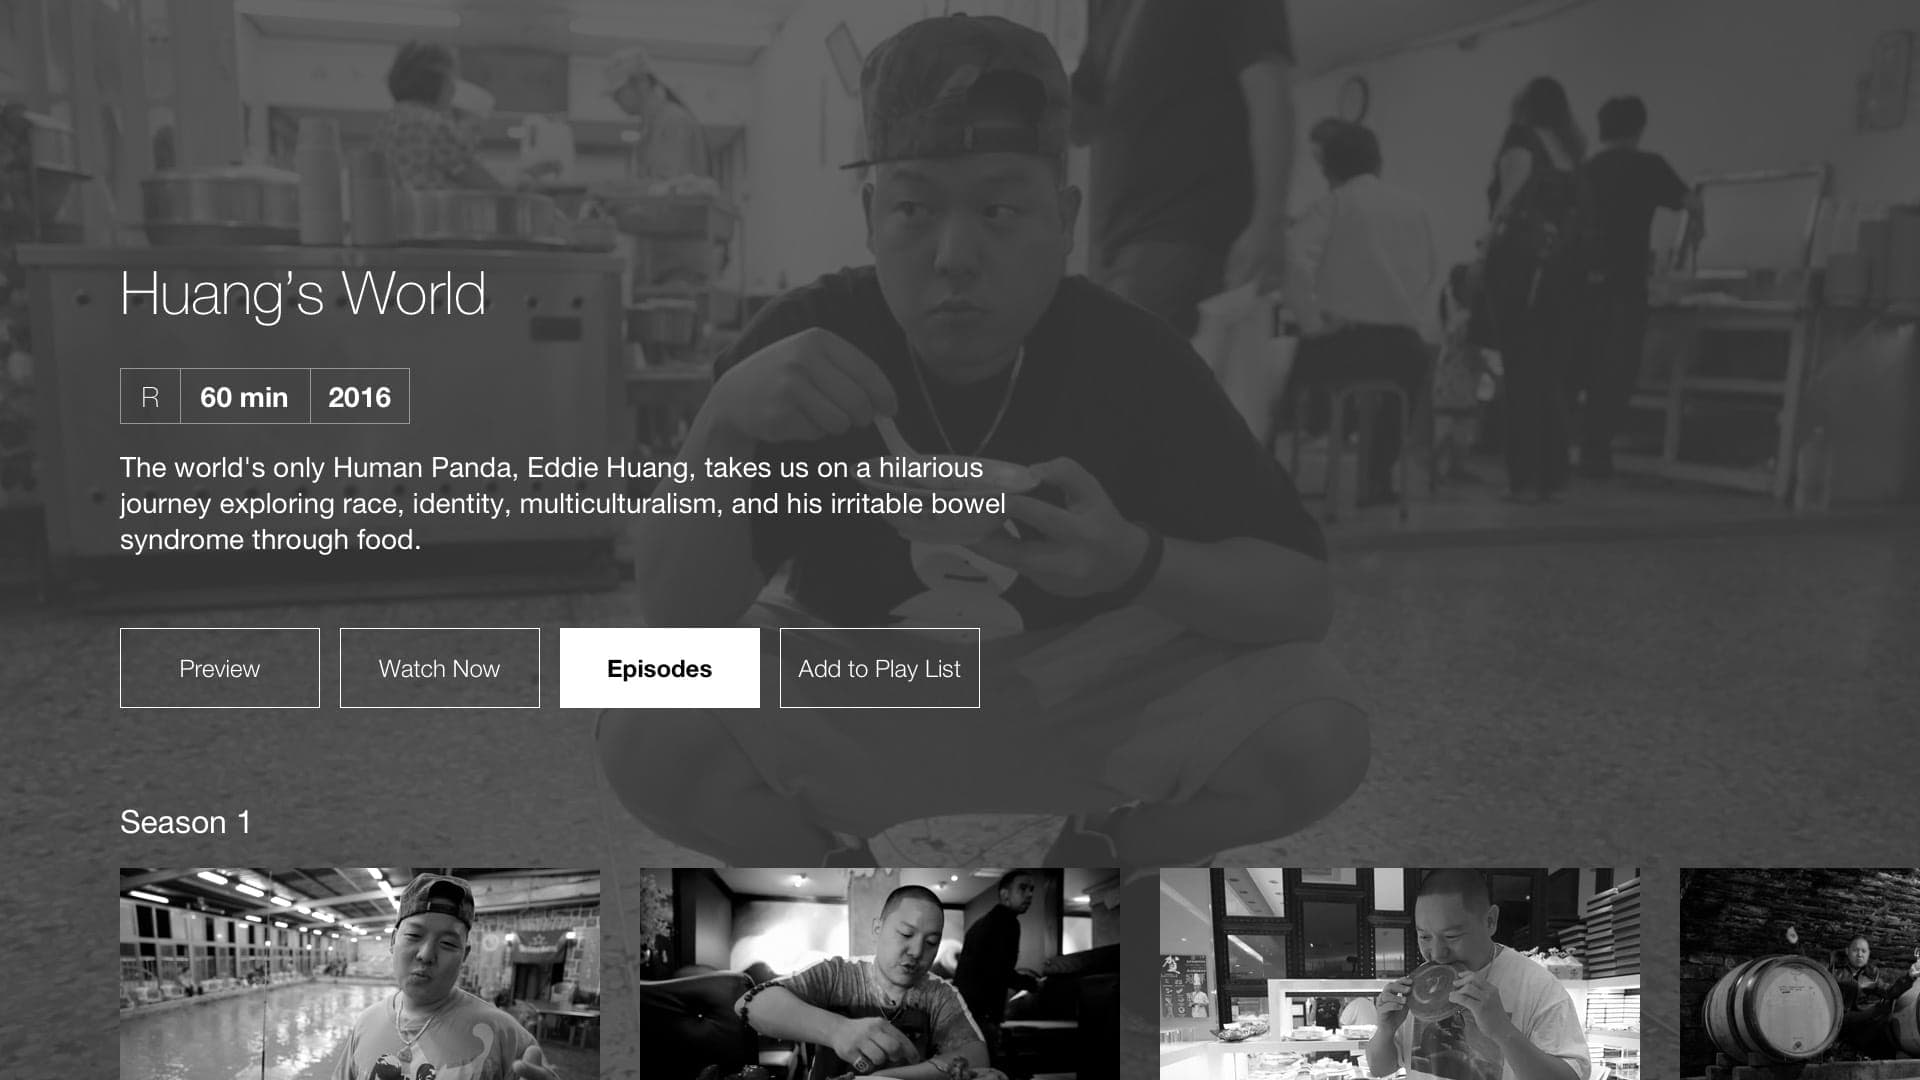 Huang’s World
R 60 min 2016
The world's only Human Panda, Eddie Huang, takes us on a hilarious
journey exploring race, identity, multiculturalism, and his irritable bowel
syndrome through food.
Preview Watch Now Episodes Add to Play List
Season 1